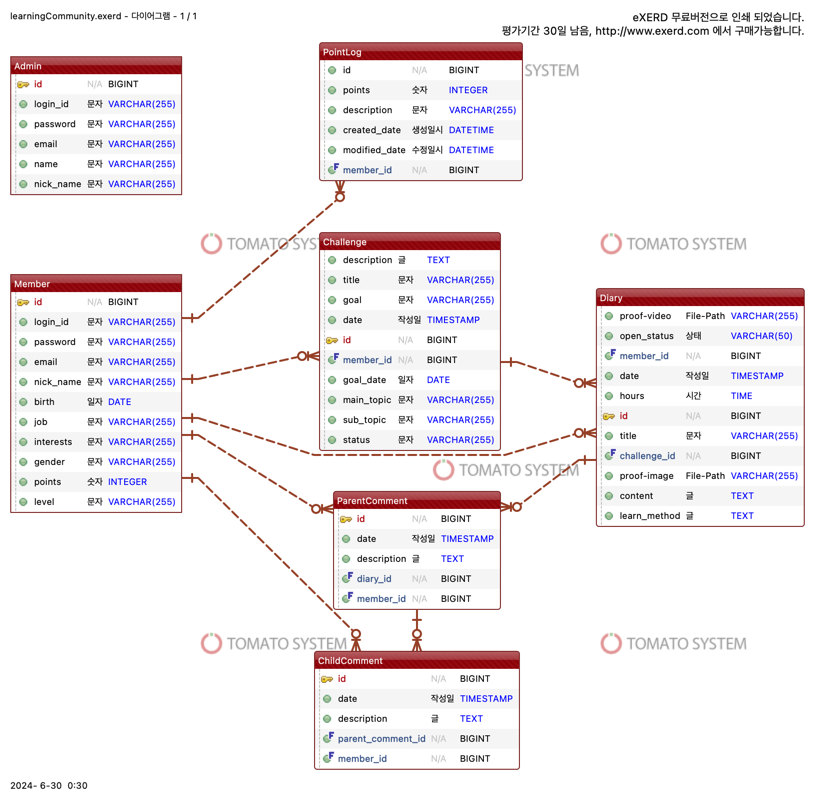 learningCommunity.exerd - 다이어그램 - 1 / 1
eXERD 무료버전으로 인쇄 되었습니다.
평가기간 30일 남음, http://www.exerd.com 에서 구매가능합니다.
Admin
id N/A BIGINT
login_id 문자 VARCHAR(255)
password 문자 VARCHAR(255)
email 문자 VARCHAR(255)
name 문자 VARCHAR(255)
nick_name 문자 VARCHAR(255)
PointLog
id N/A BIGINT
points 숫자 INTEGER
description 문자 VARCHAR(255)
created_date 생성일시 DATETIME
modified_date 수정일시 DATETIME
member_id N/A BIGINT
SYSTEM
TOMATO SYSTEM
TOMATO SYSTEM
Challenge
description 글 TEXT
title 문자 VARCHAR(255)
goal 문자 VARCHAR(255)
date 작성일 TIMESTAMP
id N/A BIGINT
member_id N/A BIGINT
goal_date 일자 DATE
main_topic 문자 VARCHAR(255)
sub_topic 문자 VARCHAR(255)
status 문자 VARCHAR(255)
Member
id N/A BIGINT
login_id 문자 VARCHAR(255)
password 문자 VARCHAR(255)
email 문자 VARCHAR(255)
nick_name 문자 VARCHAR(255)
birth 일자 DATE
job 문자 VARCHAR(255)
interests 문자 VARCHAR(255)
gender 문자 VARCHAR(255)
points 숫자 INTEGER
level 문자 VARCHAR(255)
Diary
proof-video File-Path VARCHAR(255)
open_status 상태 VARCHAR(50)
member_id N/A BIGINT
date 작성일 TIMESTAMP
hours 시간 TIME
id N/A BIGINT
title 문자 VARCHAR(255)
challenge_id N/A BIGINT
proof-image File-Path VARCHAR(255)
content 글 TEXT
learn_method 글 TEXT
TOMATO SYSTEM
ParentComment
id N/A BIGINT
date 작성일 TIMESTAMP
description 글 TEXT
diary_id N/A BIGINT
member_id N/A BIGINT
TOMATO SYSTEM
TOMATO SYSTEM
ChildComment
id N/A BIGINT
date 작성일 TIMESTAMP
description 글 TEXT
parent_comment_id N/A BIGINT
member_id N/A BIGINT
2024- 6-30 0:30